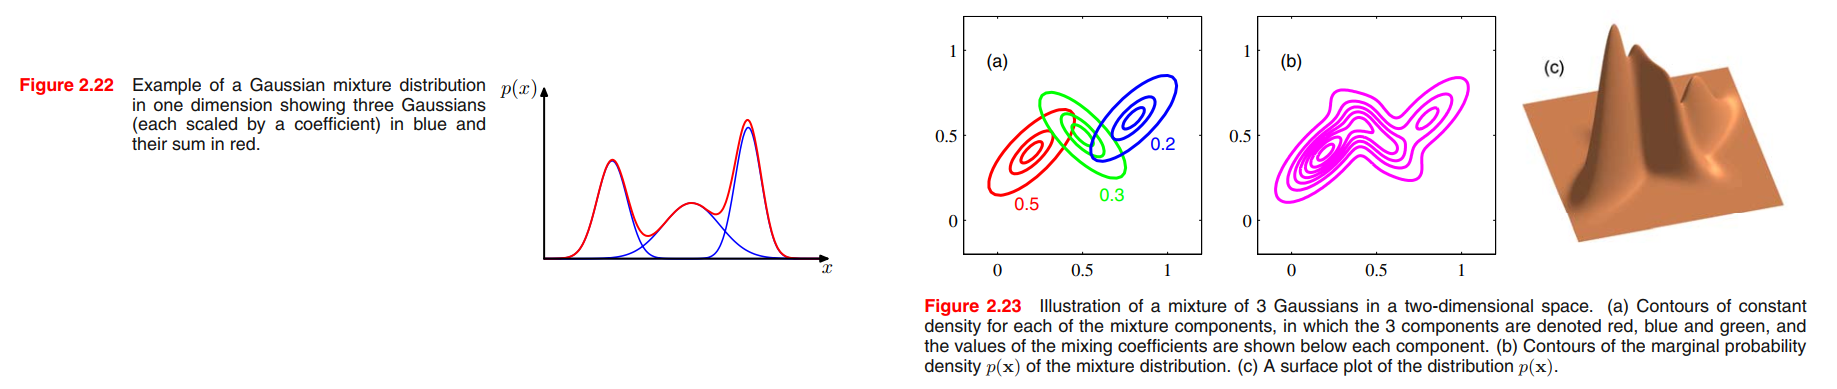 Figure 2.22 Example of a Gaussian mixture distribution
in one dimension showing three Gaussians
(each scaled by a coefficient) in blue and
their sum in red.
p(x)
x
1
0.5
0
0 0.5 1
(a)
0.5
0.3
0.2
1
0.5
0
0 0.5 1
(b)
(c)
Figure 2.23 Illustration of a mixture of 3 Gaussians in a two-dimensional space. (a) Contours of constant
density for each of the mixture components, in which the 3 components are denoted red, blue and green, and
the values of the mixing coefficients are shown below each component. (b) Contours of the marginal probability
density p(x) of the mixture distribution. (c) A surface plot of the distribution p(x).